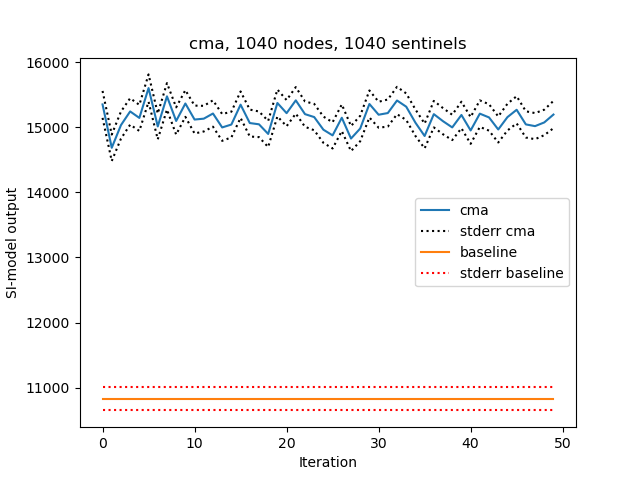 cma, 1040 nodes, 1040 sentinels
16000
15000
14000
13000
12000
11000
SI-model output
cma
stderr cma
baseline
stderr baseline
0 10 20 30 40 50
Iteration